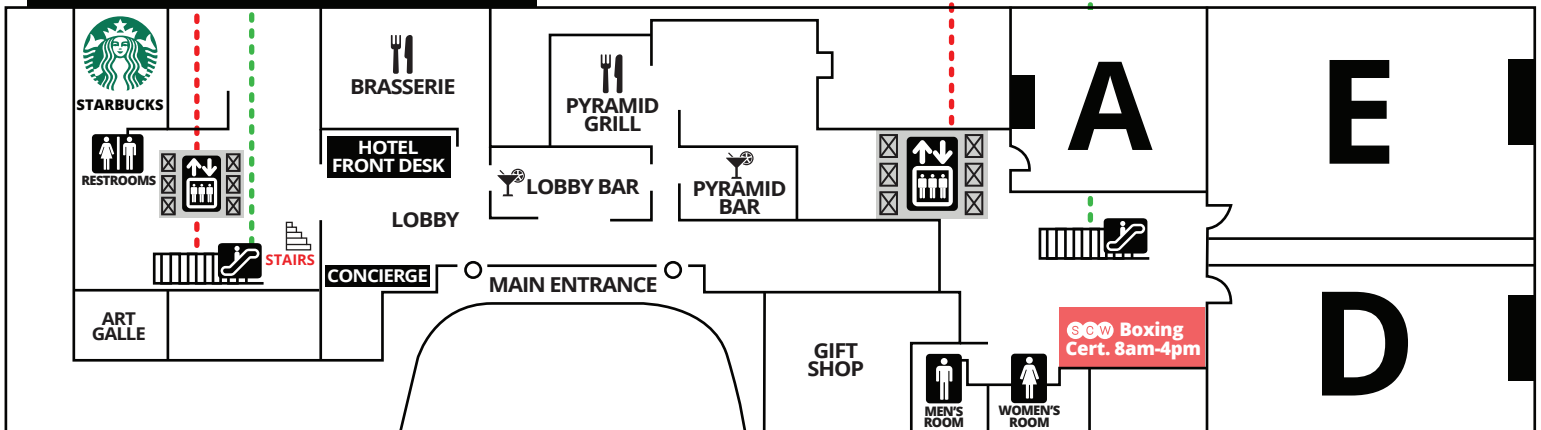 STARBUCKS
RESTROOMS
STAIRS
ART
GALLE
BRASSERIE
HOTEL
FRONT DESK
LOBBY
CONCIERGE
PYRAMID
GRILL
LOBBY BAR
PYRAMID
BAR
MAIN ENTRANCE
GIFT
SHOP
MEN'S
ROOM
WOMEN'S
ROOM
A
SCW Boxing
Cert. 8am-4pm
E
D